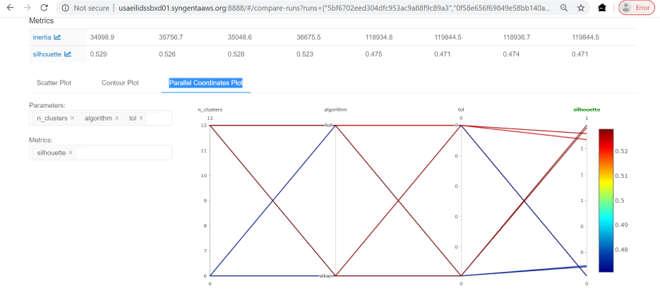 Not secure | usaeilidssbxd01.syngentaaws.org:8888/#/compare-runs?runs=["5bf6702eed304dfc953ac9a88f9c89a3","0f58e656f69849e58bb140a...
Error
Metrics
inertia 34998.9 35756.7 35048.6 36675.5 118934.8 119844.5 118936.7 119844.5
silhouette 0.529 0.526 0.528 0.523 0.475 0.471 0.474 0.471
Scatter Plot Contour Plot Parallel Coordinates Plot
Parameters:
n_clusters × algorithm × tol ×
Metrics:
silhouette ×
n_clusters algorithm tol silhouette
12 0 1
12 full 0 1
11 0 1
10 0 1
9 0
8 0
7 0 0
6 elkan 0 0
6 0 0
0.52
0.51
0.5
0.49
0.48